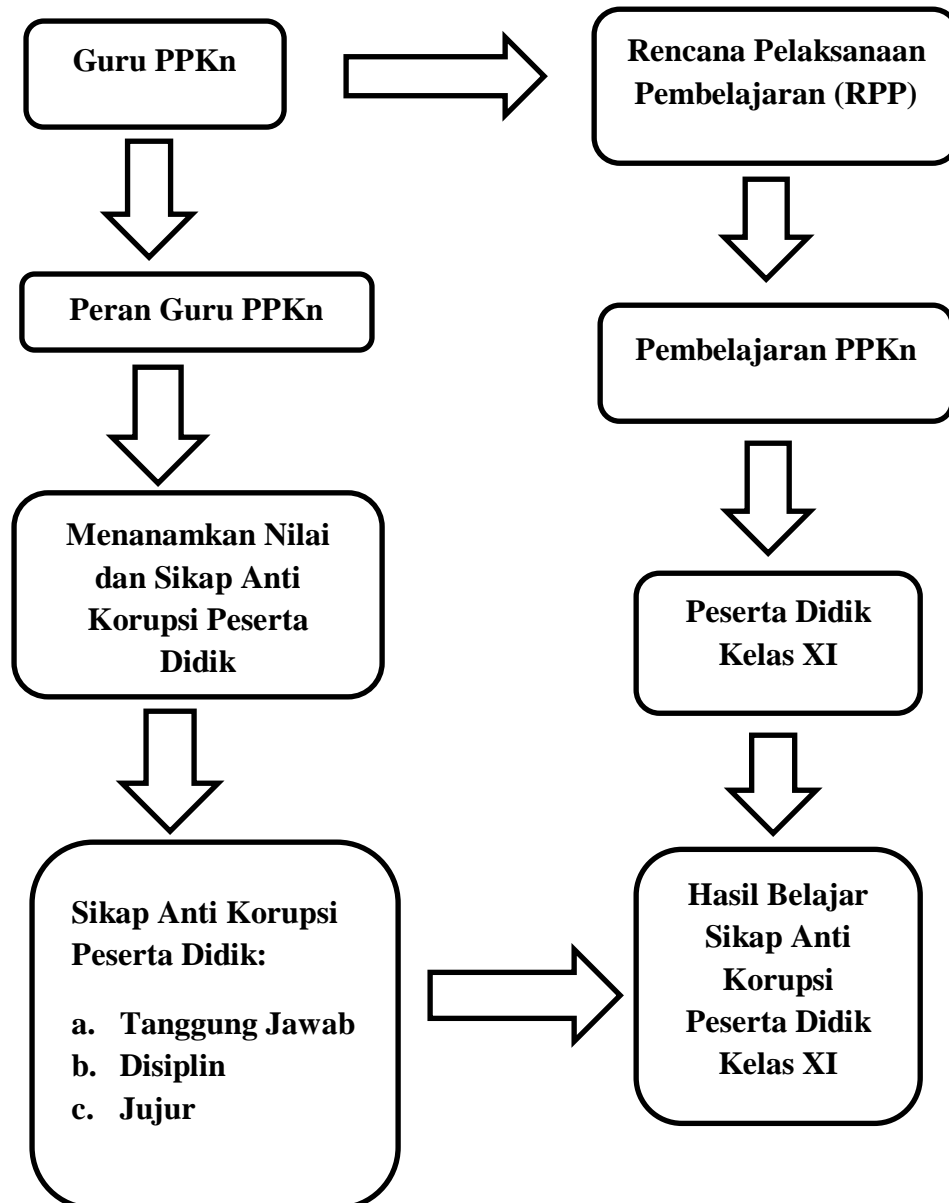 Guru PPKn
Rencana Pelaksanaan
Pembelajaran (RPP)
Peran Guru PPKn
Pembelajaran PPKn
Menanamkan Nilai
dan Sikap Anti
Korupsi Peserta
Didik
Peserta Didik
Kelas XI
Sikap Anti Korupsi
Peserta Didik:
a. Tanggung Jawab
b. Disiplin
c. Jujur
Hasil Belajar
Sikap Anti
Korupsi
Peserta Didik
Kelas XI